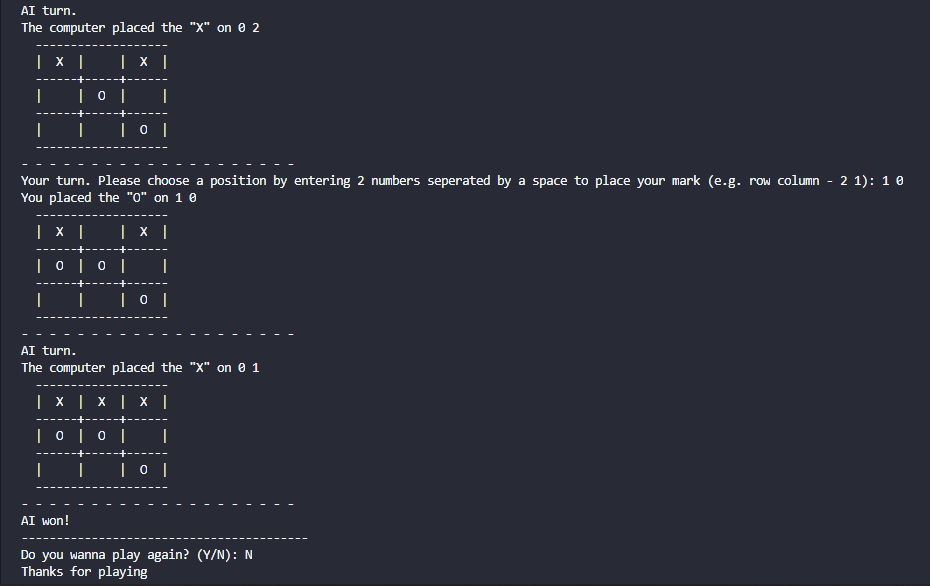 AI turn.
The computer placed the "X" on 0 2
-------------------
| X |   | X |
------+-----+------
|   | O |   |
------+-----+------
|   |   | O |
-------------------
- - - - - - - - - - - - - - - - - - - -
Your turn. Please choose a position by entering 2 numbers seperated by a space to place your mark (e.g. row column - 2 1): 1 0
You placed the "O" on 1 0
-------------------
| X |   | X |
------+-----+------
| O | O |   |
------+-----+------
|   |   | O |
-------------------
- - - - - - - - - - - - - - - - - - - -
AI turn.
The computer placed the "X" on 0 1
-------------------
| X | X | X |
------+-----+------
| O | O |   |
------+-----+------
|   |   | O |
-------------------
- - - - - - - - - - - - - - - - - - - -
AI won!
-----------------------------------------
Do you wanna play again? (Y/N): N
Thanks for playing